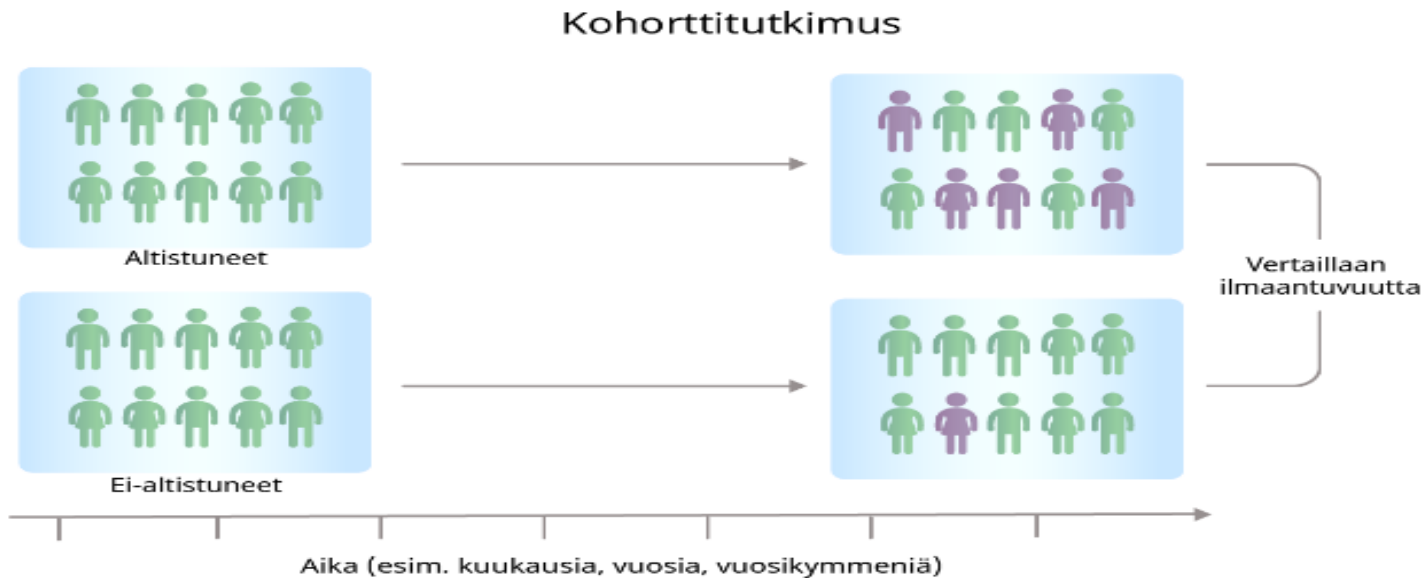 Kohorttitutkimus
Altistuneet
Ei-altistuneet
Vertaillaan
ilmaantuvuutta
Aika (esim. kuukausia, vuosia, vuosikymmeniä)